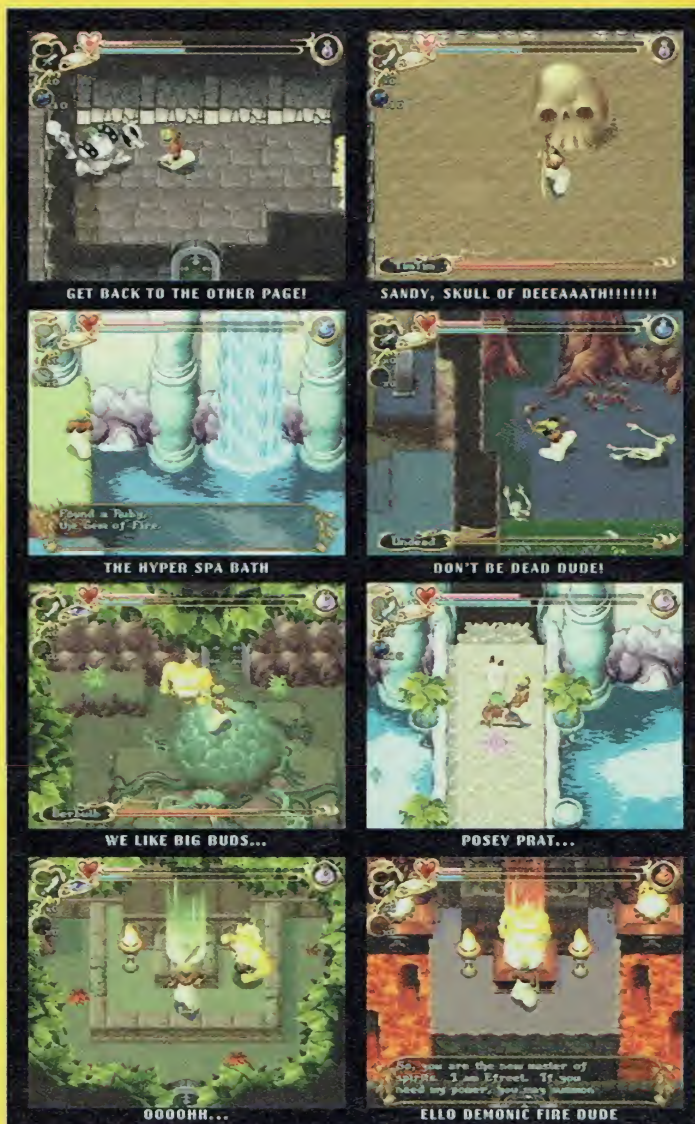 GET BACK TO THE OTHER PAGE!
SANDY, SKULL OF DEEEAAATH!!!!!!!
Found a Ruby,
the Gem of Fire.
THE HYPER SPA BATH
Undead
DON'T BE DEAD DUDE!
WE LIKE BIG BUDS...
POSEY PRAT...
OOOOHH...
So, you are the new master of
spirits. I am Efreet. If you
need my power, you may summon
ELLO DEMONIC FIRE DUDE